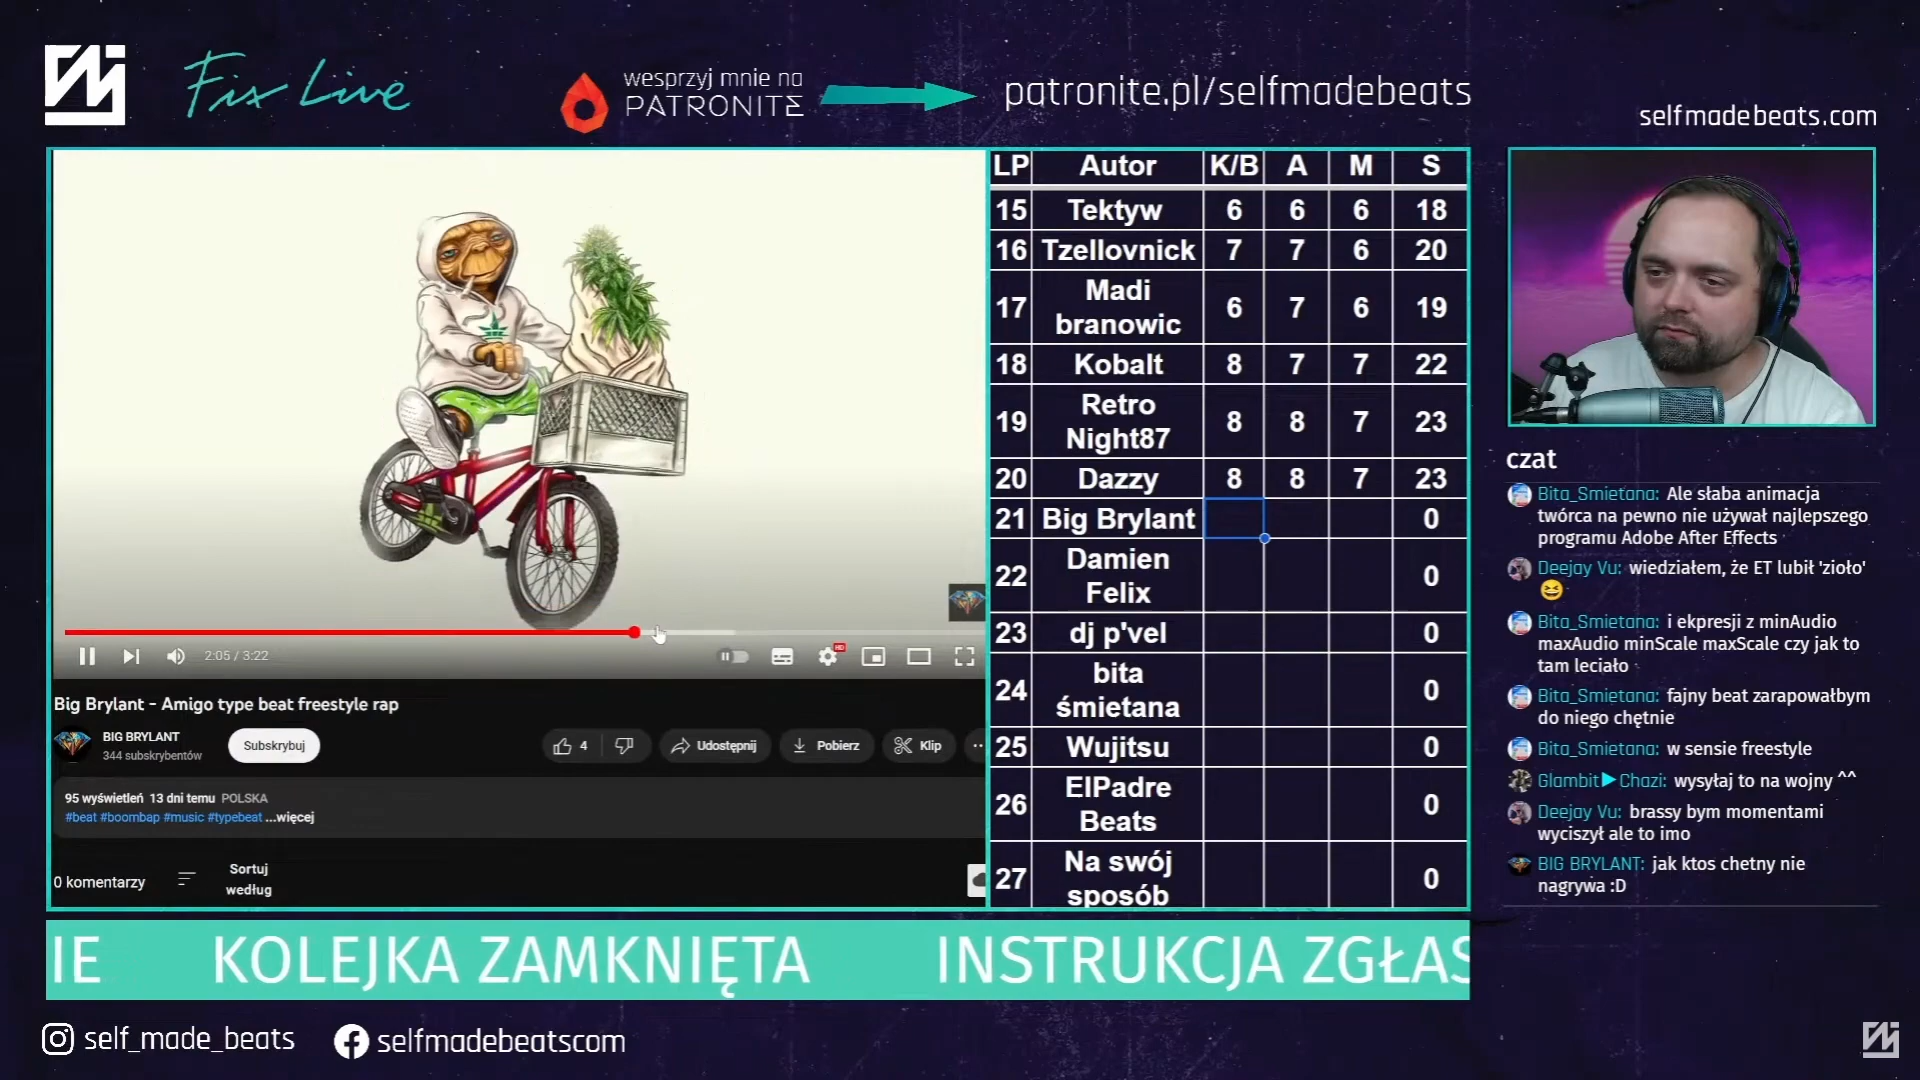 Fix Live
wesprzyj mnie na
PATRONITE
patronite.pl/selfmadebeats
selfmadebeats.com
LP Autor K/B A M S
15 Tektyw 6 6 6 18
16 Tzellovnick 7 7 6 20
17 Madi branowic 6 7 6 19
18 Kobalt 8 7 7 22
19 Retro Night87 8 8 7 23
20 Dazzy 8 8 7 23
21 Big Brylant 0
22 Damien Felix 0
23 dj p'vel 0
24 bita śmietana 0
25 Wujitsu 0
26 ElPadre Beats 0
27 Na swój sposób 0
2:05 / 3:22
HD
Big Brylant - Amigo type beat freestyle rap
BIG BRYLANT
344 subskrybentów
Subskrybuj
4
Udostępnij
Pobierz
Klip
95 wyświetleń 13 dni temu POLSKA
#beat #boombap #music #typebeat ...więcej
0 komentarzy
Sortuj
według
czat
Bita_Smietana: Ale słaba animacja
twórca na pewno nie używał najlepszego
programu Adobe After Effects
Deejay Vu: wiedziałem, że ET lubił 'zioło'
😆
Bita_Smietana: i ekpresji z minAudio
maxAudio minScale maxScale czy jak to
tam leciało
Bita_Smietana: fajny beat zarapowałbym
do niego chętnie
Bita_Smietana: w sensie freestyle
Glambit▶Chazi: wysyłaj to na wojny ^^
Deejay Vu: brassy bym momentami
wyciszył ale to imo
BIG BRYLANT: jak ktos chetny nie
nagrywa :D
IE KOLEJKA ZAMKNIĘTA INSTRUKCJA ZGŁAS
self_made_beats
selfmadebeatscom